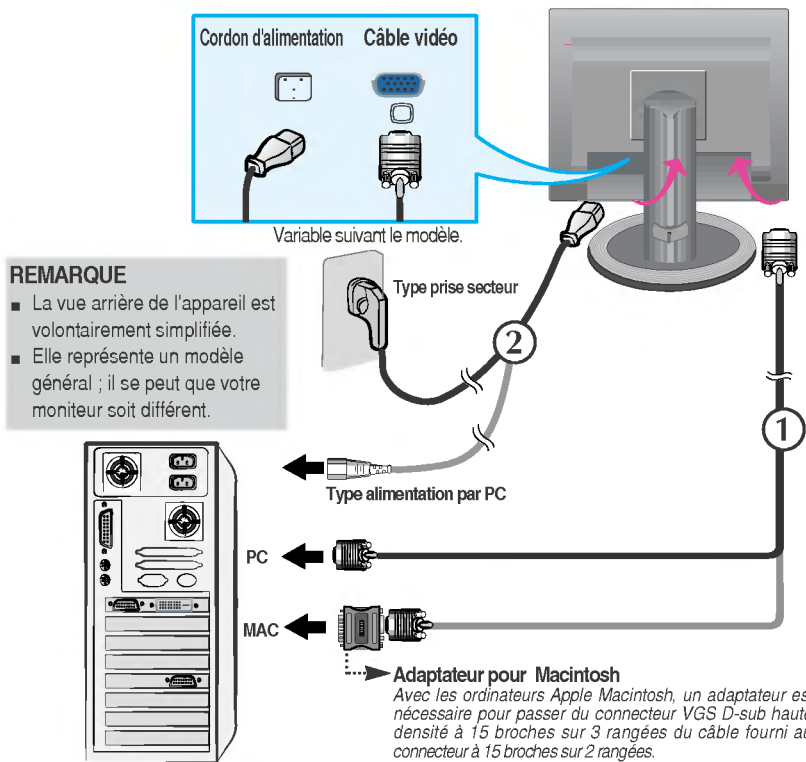 Cordon d'alimentation
Câble vidéo
Variable suivant le modèle.
REMARQUE
■ La vue arrière de l'appareil est
volontairement simplifiée.
■ Elle représente un modèle
général ; il se peut que votre
moniteur soit différent.
Type prise secteur
2
1
Type alimentation par PC
PC
MAC
Adaptateur pour Macintosh
Avec les ordinateurs Apple Macintosh, un adaptateur es
nécessaire pour passer du connecteur VGS D-sub haute
densité à 15 broches sur 3 rangées du câble fourni au
connecteur à 15 broches sur 2 rangées.